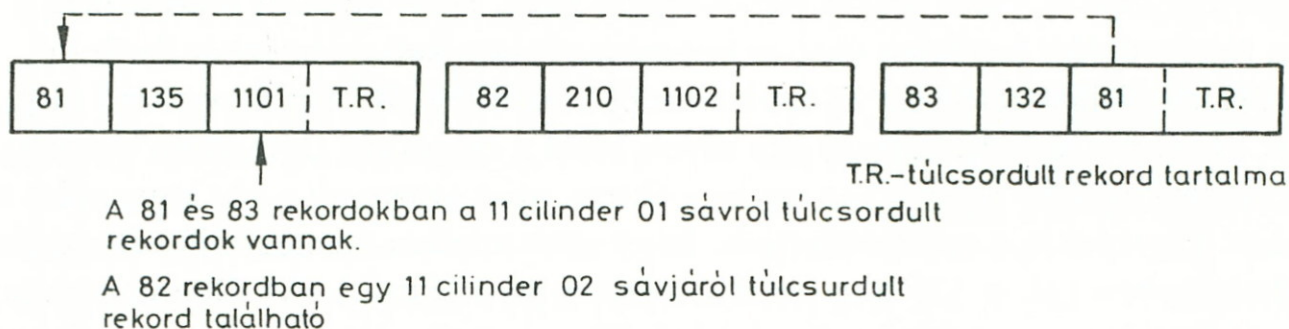 81 135 1101 T.R. 82 210 1102 T.R. 83 132 81 T.R.
T.R.-túlcsordult rekord tartalma
A 81 és 83 rekordokban a 11 cilinder 01 sávról túlcsordult
rekordok vannak.
A 82 rekordban egy 11 cilinder 02 sávjáról túlcsurdult
rekord található